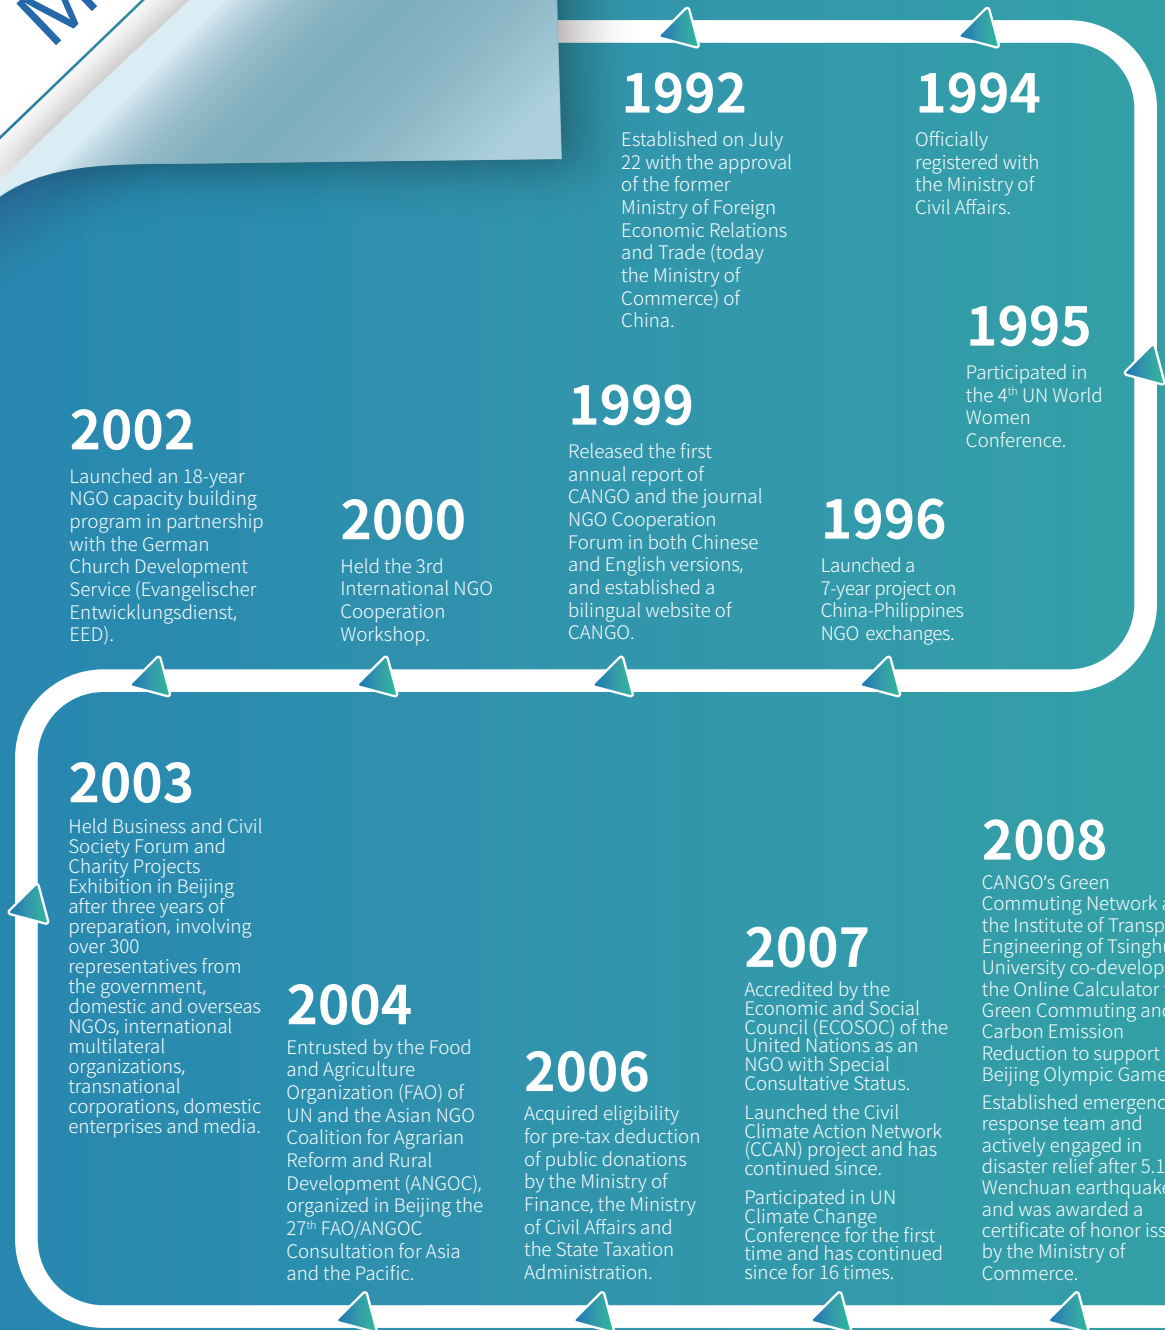 M
1992
Established on July
22 with the approval
of the former
Ministry of Foreign
Economic Relations
and Trade (today
the Ministry of
Commerce) of
China.
1994
Officially
registered with
the Ministry of
Civil Affairs.
1995
Participated in
the 4th UN World
Women
Conference.
1996
Launched a
7-year project on
China-Philippines
NGO exchanges.
1999
Released the first
annual report of
CANGO and the journal
NGO Cooperation
Forum in both Chinese
and English versions,
and established a
bilingual website of
CANGO.
2000
Held the 3rd
International NGO
Cooperation
Workshop.
2002
Launched an 18-year
NGO capacity building
program in partnership
with the German
Church Development
Service (Evangelischer
Entwicklungsdienst,
EED).
2003
Held Business and Civil
Society Forum and
Charity Projects
Exhibition in Beijing
after three years of
preparation, involving
over 300
representatives from
the government,
domestic and overseas
NGOs, international
multilateral
organizations,
transnational
corporations, domestic
enterprises and media.
2004
Entrusted by the Food
and Agriculture
Organization (FAO) of
UN and the Asian NGO
Coalition for Agrarian
Reform and Rural
Development (ANGOC),
organized in Beijing the
27th FAO/ANGOC
Consultation for Asia
and the Pacific.
2006
Acquired eligibility
for pre-tax deduction
of public donations
by the Ministry of
Finance, the Ministry
of Civil Affairs and
the State Taxation
Administration.
2007
Accredited by the
Economic and Social
Council (ECOSOC) of the
United Nations as an
NGO with Special
Consultative Status.
Launched the Civil
Climate Action Network
(CCAN) project and has
continued since.
Participated in UN
Climate Change
Conference for the first
time and has continued
since for 16 times.
2008
CANGO's Green
Commuting Network
the Institute of Transp
Engineering of Tsingh
University co-develop
the Online Calculator
Green Commuting and
Carbon Emission
Reduction to support
Beijing Olympic Game
Established emergenc
response team and
actively engaged in
disaster relief after 5.1
Wenchuan earthquake
and was awarded a
certificate of honor iss
by the Ministry of
Commerce.